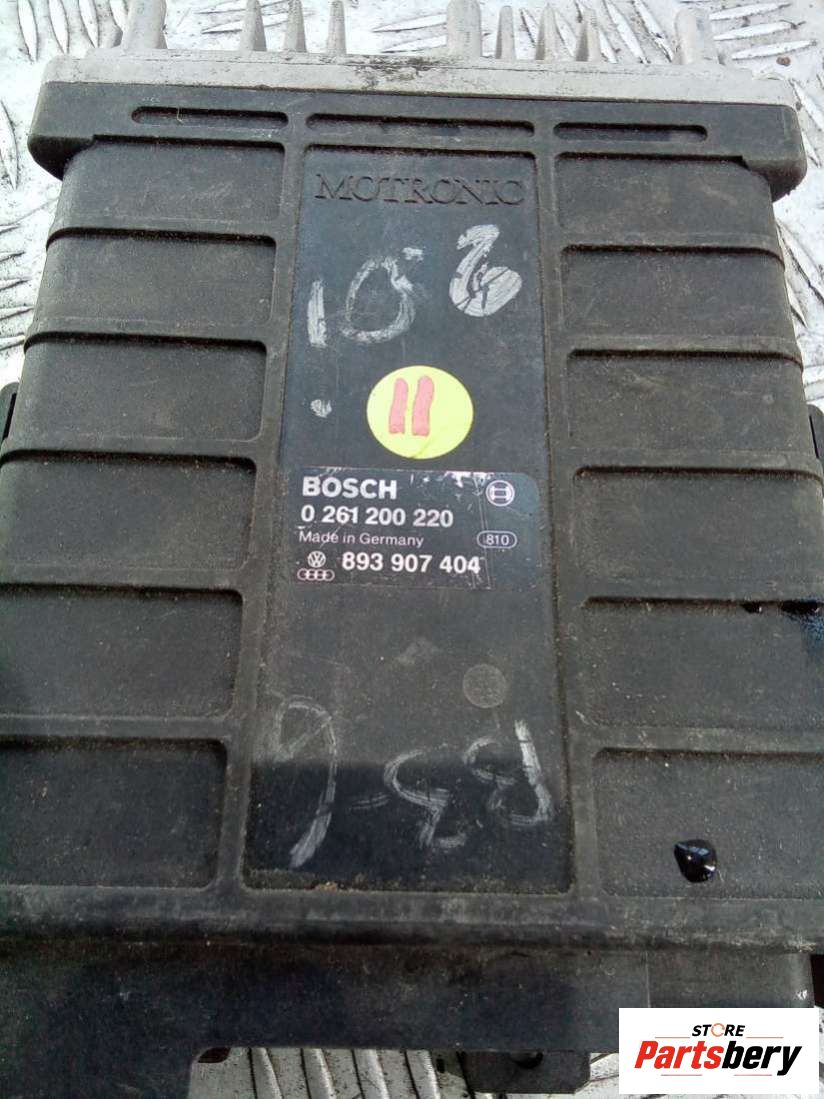 MOTRONIC
11
BOSCH
0 261 200 220
Made in Germany 810
893 907 404
STORE
Partsbery